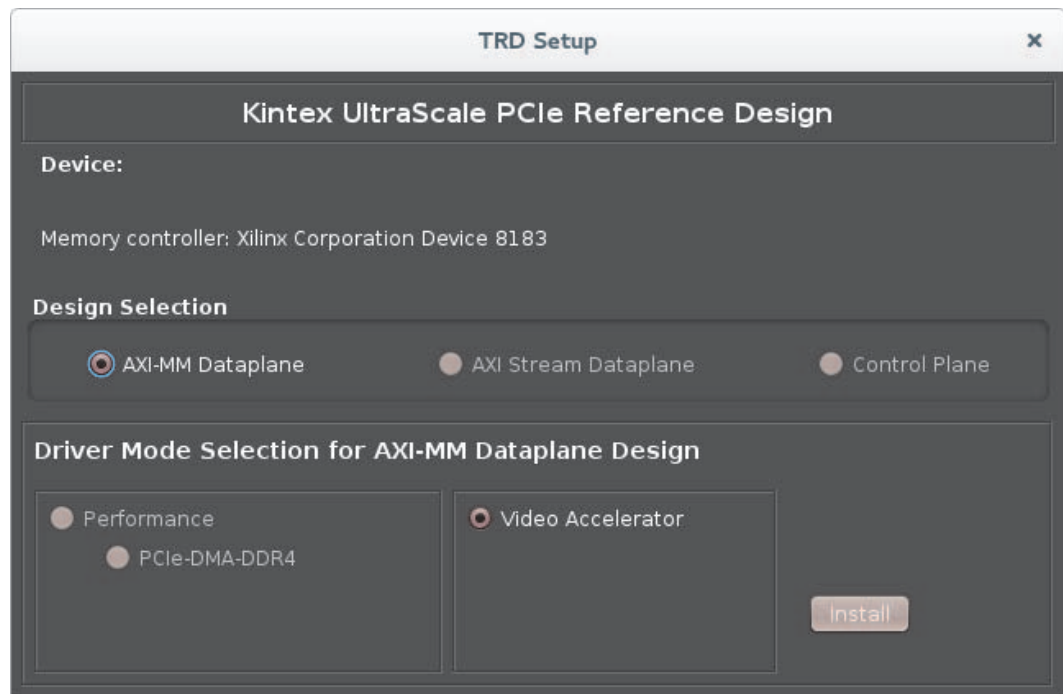 TRD Setup
Kintex UltraScale PCIe Reference Design
Device:
Memory controller: Xilinx Corporation Device 8183
Design Selection
AXI-MM Dataplane AXI Stream Dataplane Control Plane
Driver Mode Selection for AXI-MM Dataplane Design
Performance Video Accelerator
PCIe-DMA-DDR4
Install